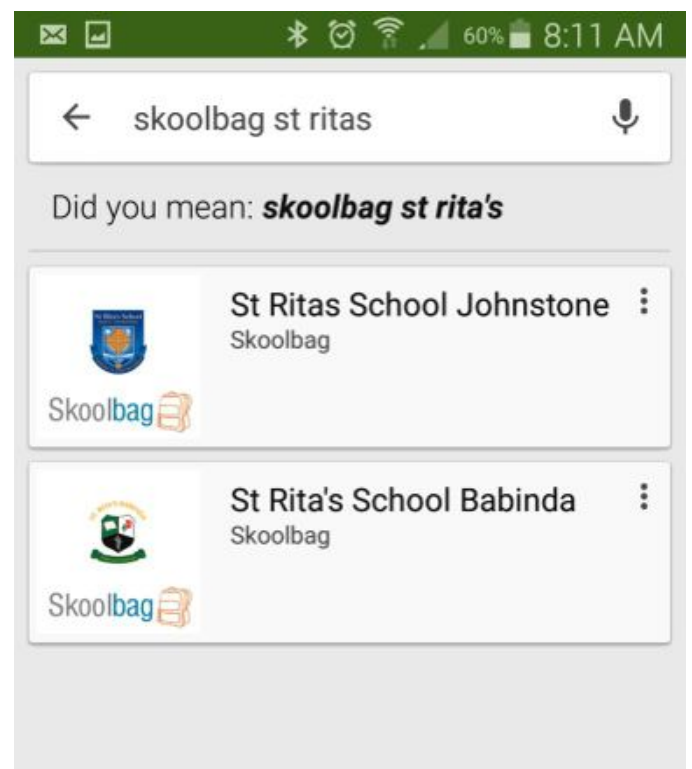 60% 8:11 AM
skoolbag st ritas
Did you mean: skoolbag st rita's
St Ritas School Johnstone
Skoolbag
Skoolbag
St Rita's School Babinda
Skoolbag
Skoolbag